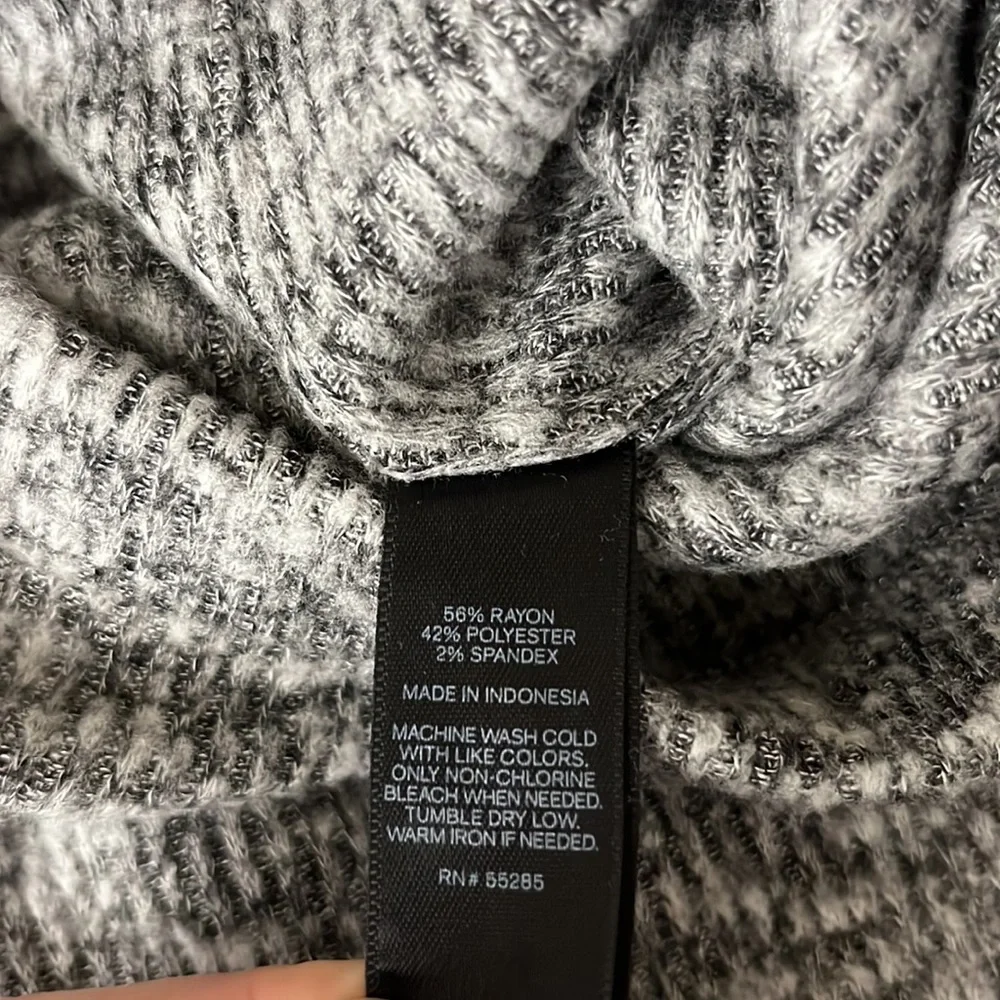 56% RAYON
42% POLYESTER
2% SPANDEX
MADE IN INDONESIA
MACHINE WASH COLD
WITH LIKE COLORS.
ONLY NON-CHLORINE
BLEACH WHEN NEEDED.
TUMBLE DRY LOW.
WARM IRON IF NEEDED.
RN# 55285